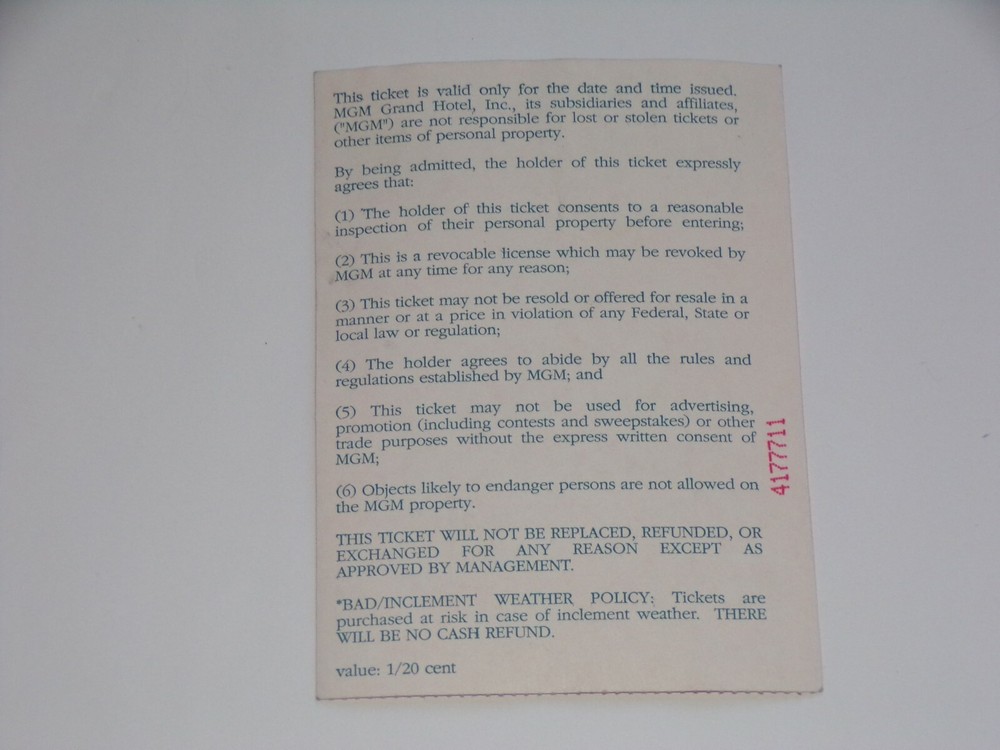 This ticket is valid only for the date and time issued.
MGM Grand Hotel, Inc., its subsidiaries and affiliates,
("MGM") are not responsible for lost or stolen tickets or
other items of personal property.
By being admitted, the holder of this ticket expressly
agrees that:
(1) The holder of this ticket consents to a reasonable
inspection of their personal property before entering;
(2) This is a revocable license which may be revoked by
MGM at any time for any reason;
(3) This ticket may not be resold or offered for resale in a
manner or at a price in violation of any Federal, State or
local law or regulation;
(4) The holder agrees to abide by all the rules and
regulations established by MGM; and
(5) This ticket may not be used for advertising,
promotion (including contests and sweepstakes) or other
trade purposes without the express written consent of
MGM;
(6) Objects likely to endanger persons are not allowed on
the MGM property.
THIS TICKET WILL NOT BE REPLACED, REFUNDED, OR
EXCHANGED FOR ANY REASON EXCEPT AS
APPROVED BY MANAGEMENT.
*BAD/INCLEMENT WEATHER POLICY: Tickets are
purchased at risk in case of inclement weather. THERE
WILL BE NO CASH REFUND.
value: 1/20 cent
4177711